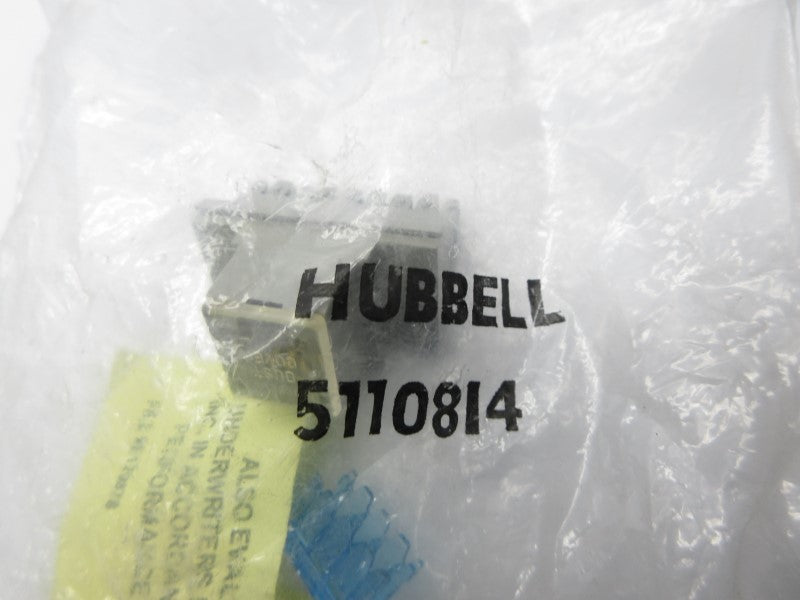 HUBBELL
5110814
ALSO EVAL
UNDERWRITERS
INC. IN ACCORDAN
PERFORMANCE